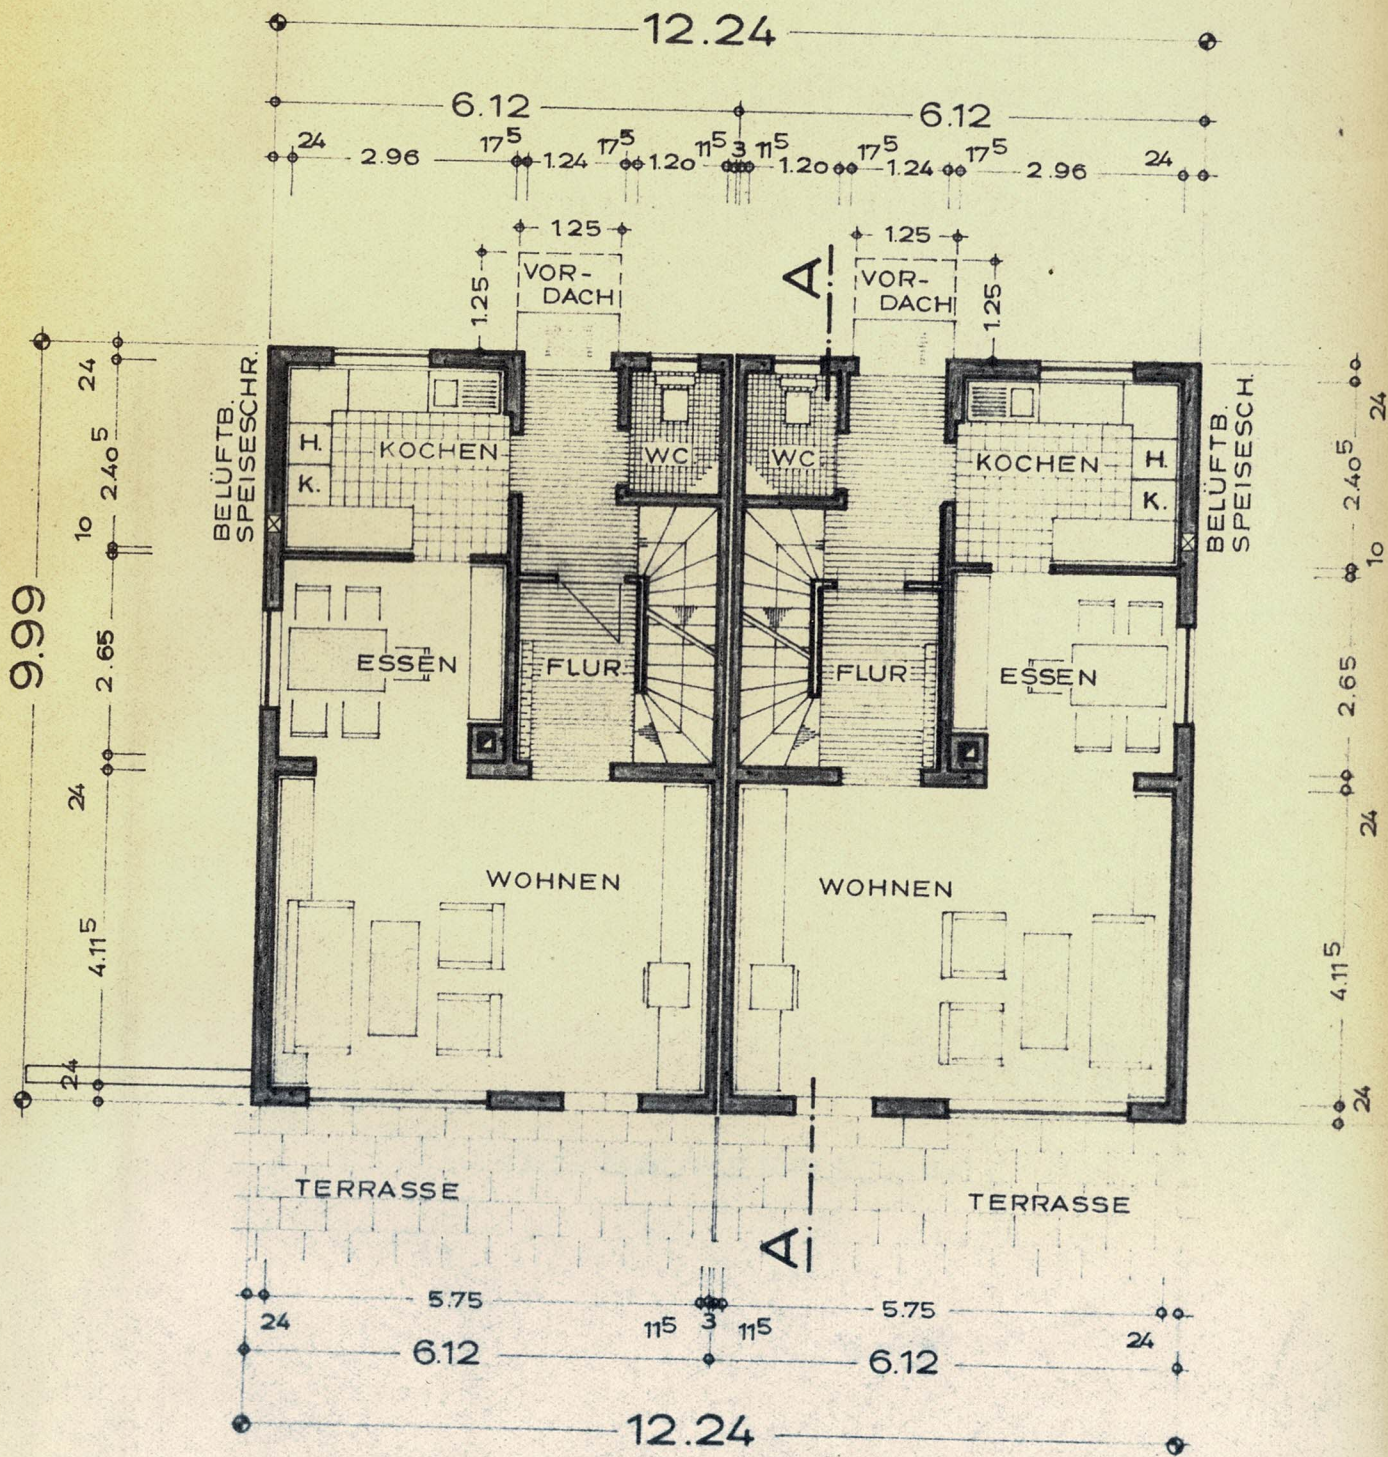 12.24
6.12 6.12
24 2.96 17⁵ 1.24 17⁵ 1.20 11⁵ 3 11⁵ 1.20 17⁵ 1.24 17⁵ 2.96 24
1.25 1.25
1.25 1.25
VOR-
DACH
A
VOR-
DACH
BELÜFTB.
SPEISESCHR.
BELÜFTB.
SPEISESCH.
9.99
24
2.40⁵
10
2.65
24
4.11⁵
24
KOCHEN
H.
K.
WC
WC
KOCHEN
H.
K.
ESSEN
FLUR
FLUR
ESSEN
WOHNEN
WOHNEN
24
2.40⁵
10
2.65
24
4.11⁵
24
TERRASSE
TERRASSE
A
5.75 5.75
24 11⁵ 3 11⁵ 24
6.12 6.12
12.24